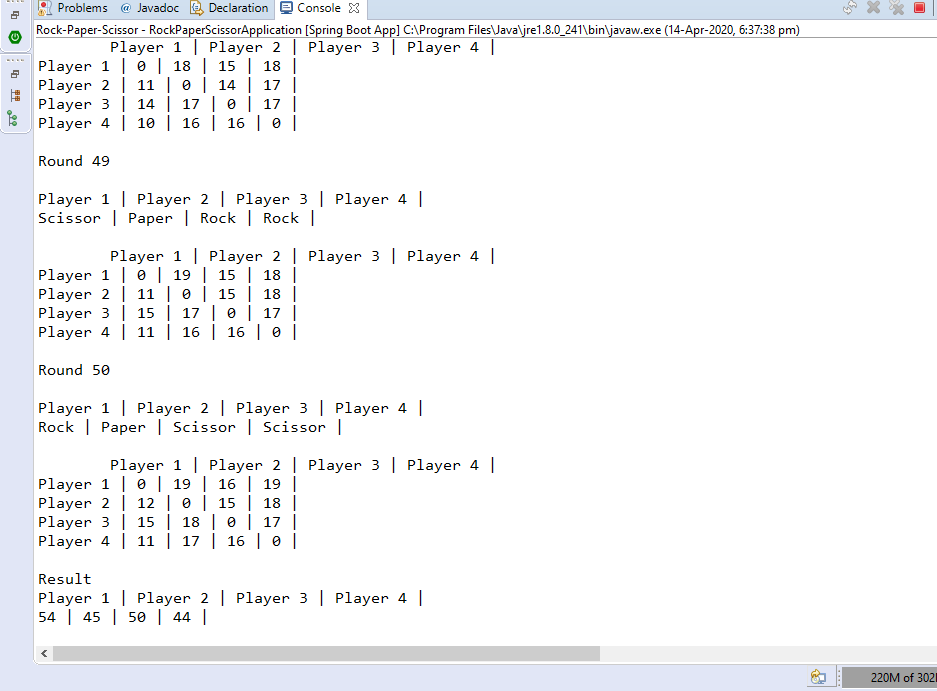 Problems @ Javadoc Declaration Console
Rock-Paper-Scissor - RockPaperScissorApplication [Spring Boot App] C:\Program Files\Java\jre1.8.0_241\bin\javaw.exe (14-Apr-2020, 6:37:38 pm)
Player 1 | Player 2 | Player 3 | Player 4 |
Player 1 | 0 | 18 | 15 | 18 |
Player 2 | 11 | 0 | 14 | 17 |
Player 3 | 14 | 17 | 0 | 17 |
Player 4 | 10 | 16 | 16 | 0 |
Round 49
Player 1 | Player 2 | Player 3 | Player 4 |
Scissor | Paper | Rock | Rock |
Player 1 | Player 2 | Player 3 | Player 4 |
Player 1 | 0 | 19 | 15 | 18 |
Player 2 | 11 | 0 | 15 | 18 |
Player 3 | 15 | 17 | 0 | 17 |
Player 4 | 11 | 16 | 16 | 0 |
Round 50
Player 1 | Player 2 | Player 3 | Player 4 |
Rock | Paper | Scissor | Scissor |
Player 1 | Player 2 | Player 3 | Player 4 |
Player 1 | 0 | 19 | 16 | 19 |
Player 2 | 12 | 0 | 15 | 18 |
Player 3 | 15 | 18 | 0 | 17 |
Player 4 | 11 | 17 | 16 | 0 |
Result
Player 1 | Player 2 | Player 3 | Player 4 |
54 | 45 | 50 | 44 |
220M of 302